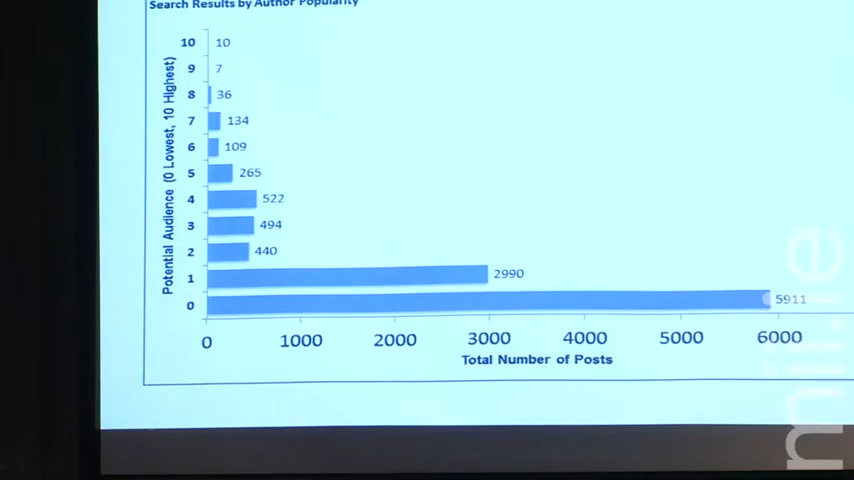 Search Results by Author Popularity
Potential Audience (0 Lowest, 10 Highest)
10 10
9 7
8 36
7 134
6 109
5 265
4 522
3 494
2 440
1 2990
0 5911
0 1000 2000 3000 4000 5000 6000
Total Number of Posts